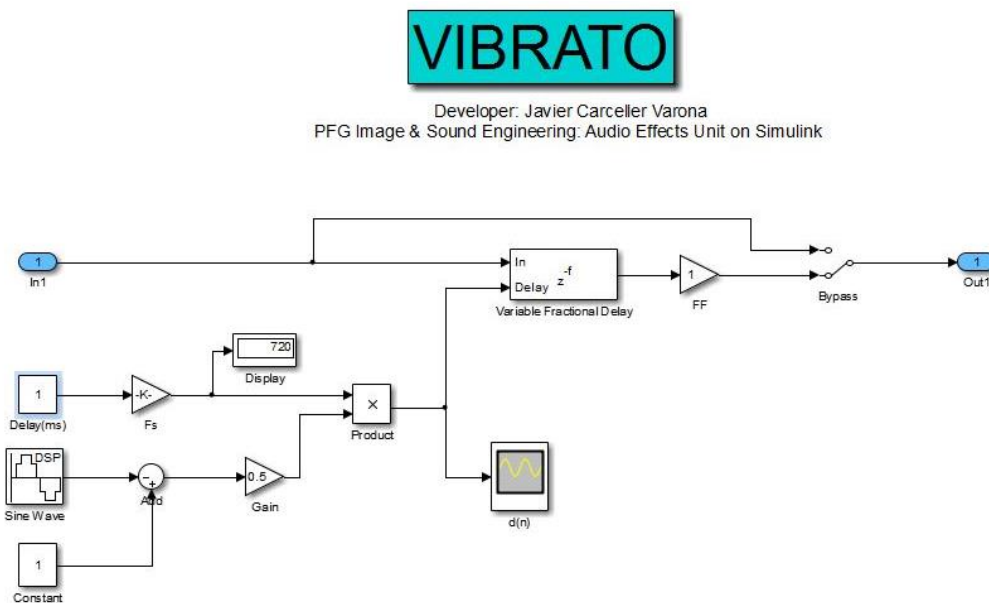 VIBRATO
Developer: Javier Carceller Varona
PFG Image & Sound Engineering: Audio Effects Unit on Simulink
1
In1
In
Delay
z
-f
Variable Fractional Delay
1
FF
Bypass
1
Out1
720
Display
1
Delay(ms)
-K-
Fs
×
Product
DSP
Sine Wave
-
+
Add
0.5
Gain
d(n)
1
Constant